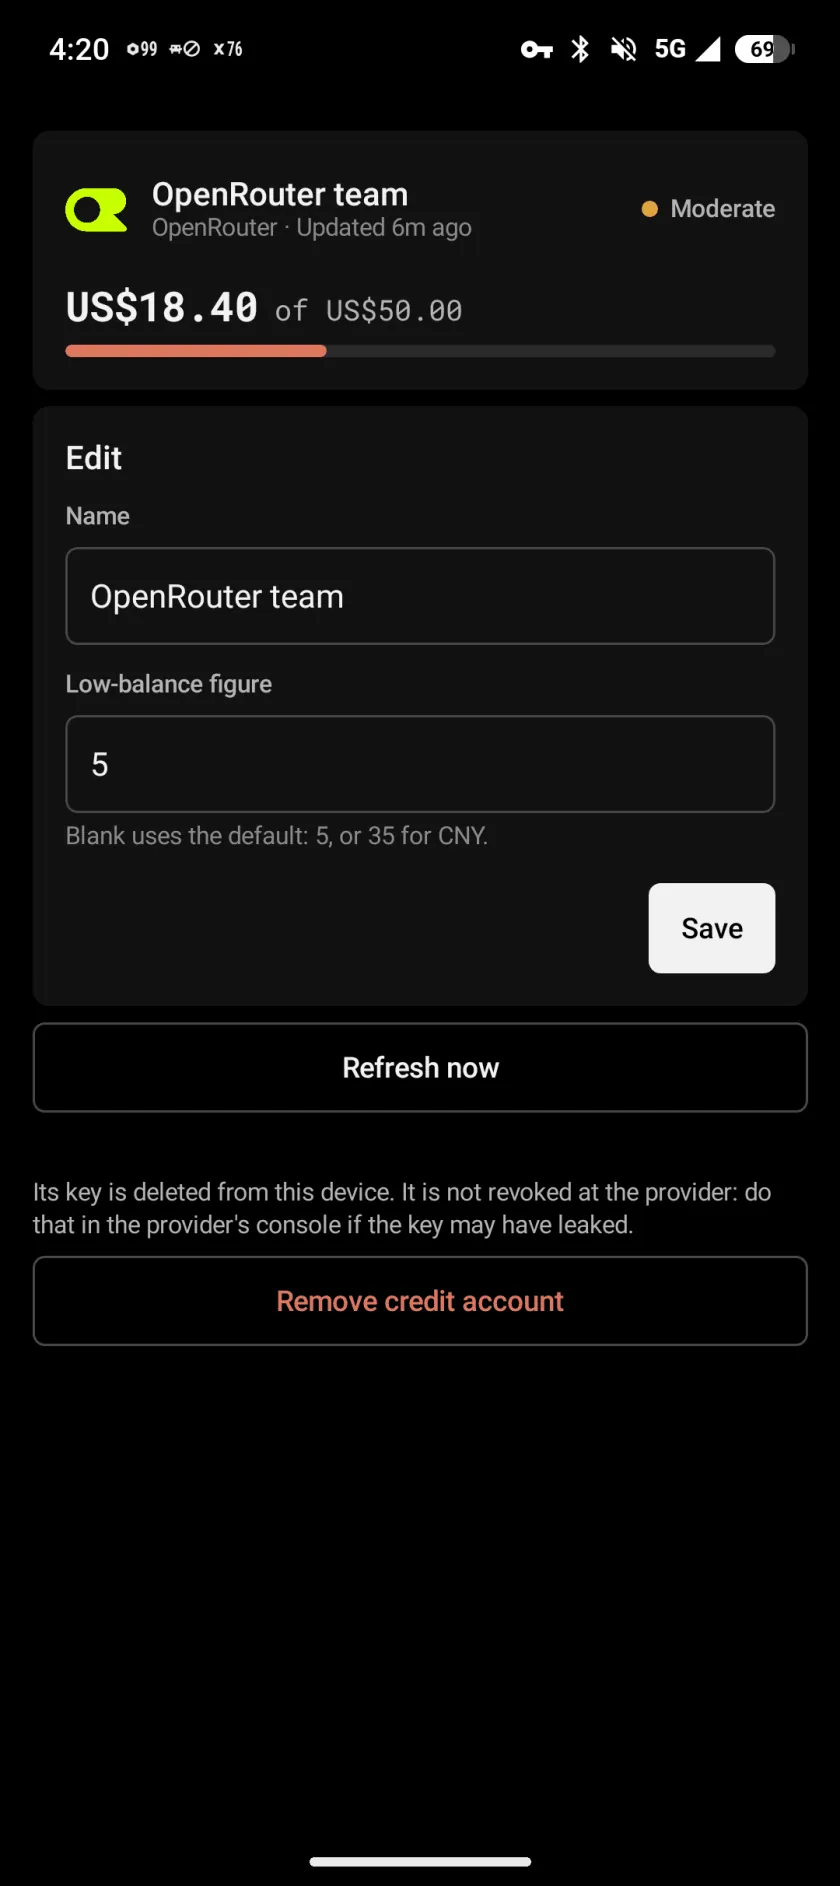 4:20 99 76 5G 69
OpenRouter team
OpenRouter · Updated 6m ago
Moderate
US$18.40 of US$50.00
Edit
Name
OpenRouter team
Low-balance figure
5
Blank uses the default: 5, or 35 for CNY.
Save
Refresh now
Its key is deleted from this device. It is not revoked at the provider: do
that in the provider's console if the key may have leaked.
Remove credit account